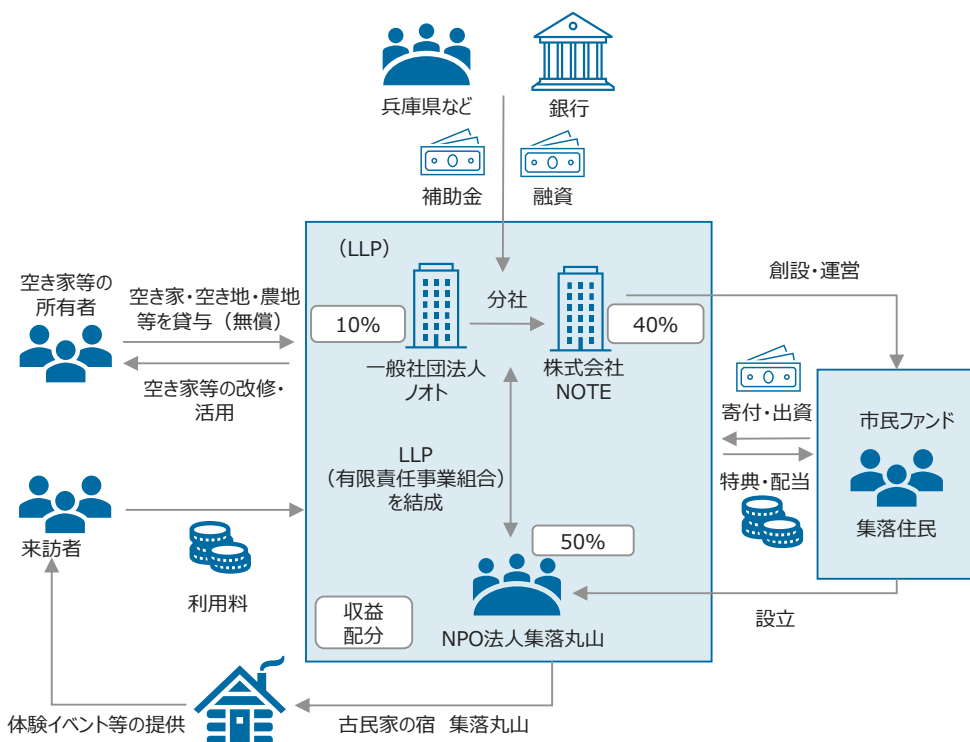 兵庫県など
銀行
補助金
融資
(LLP)
空き家等の
所有者
空き家・空き地・農地
等を貸与（無償）
空き家等の改修・
活用
10%
分社
40%
一般社団法人
ノオト
株式会社
NOTE
創設・運営
寄付・出資
特典・配当
市民ファンド
集落住民
LLP
（有限責任事業組合）
を結成
来訪者
利用料
50%
収益
配分
NPO法人集落丸山
設立
体験イベント等の提供
古民家の宿 集落丸山